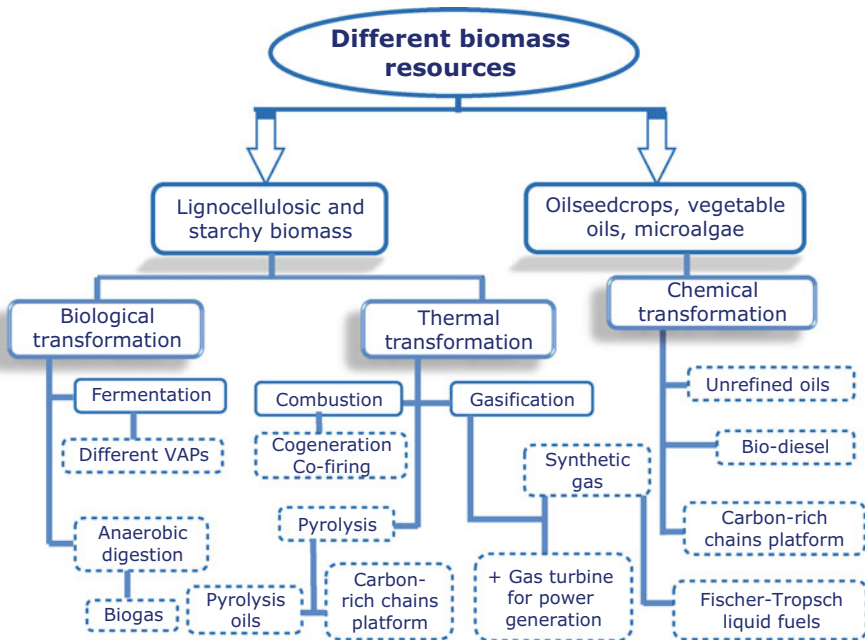 Different biomass
resources
Lignocellulosic and
starchy biomass
Oilseedcrops, vegetable
oils, microalgae
Biological
transformation
Thermal
transformation
Chemical
transformation
Fermentation
Combustion
Gasification
Unrefined oils
Different VAPs
Cogeneration
Co-firing
Synthetic
gas
Bio-diesel
Anaerobic
digestion
Pyrolysis
Carbon-rich
chains platform
Biogas
Pyrolysis
oils
Carbon-
rich chains
platform
+ Gas turbine
for power
generation
Fischer-Tropsch
liquid fuels